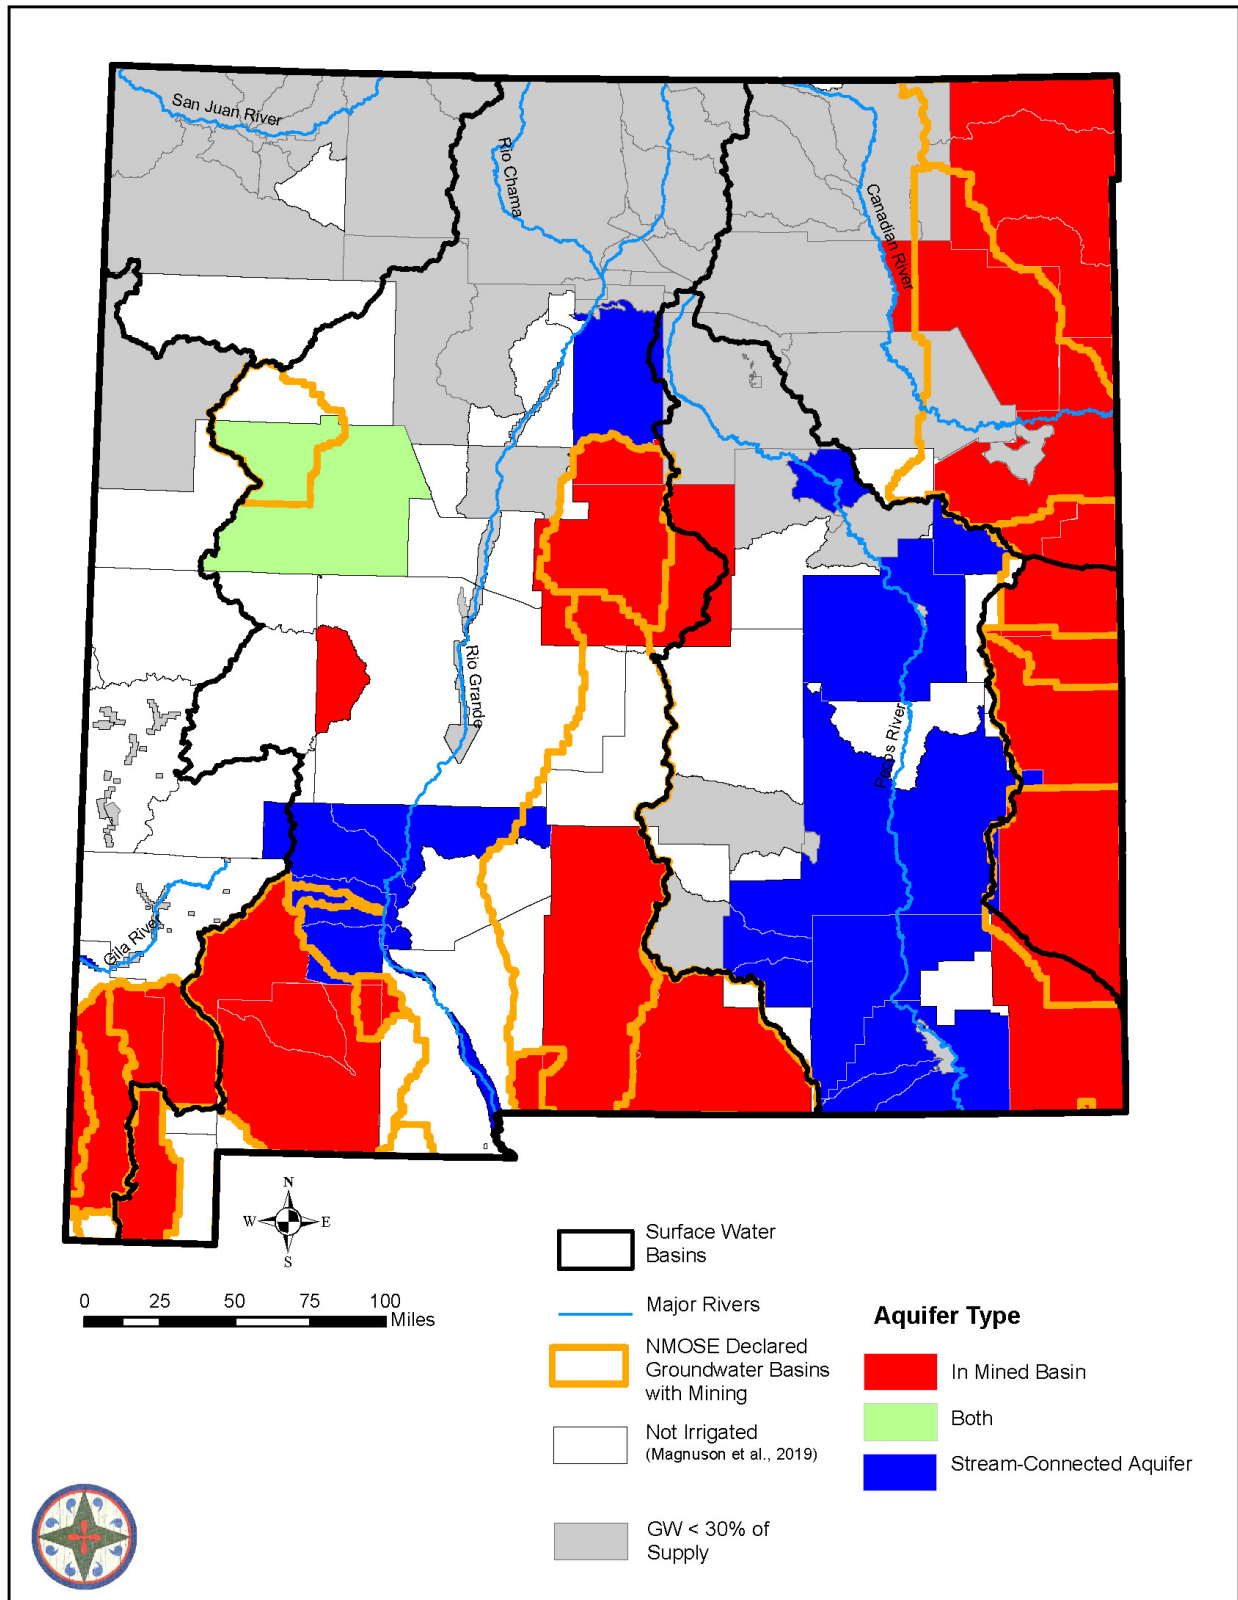 San Juan River
Rio Chama
Canadian River
Rio Grande
Pecos River
Gila River
N
W E
S
0 25 50 75 100
Miles
Surface Water
Basins
Major Rivers
NMOSE Declared
Groundwater Basins
with Mining
Not Irrigated
(Magnuson et al., 2019)
GW < 30% of
Supply
Aquifer Type
In Mined Basin
Both
Stream-Connected Aquifer